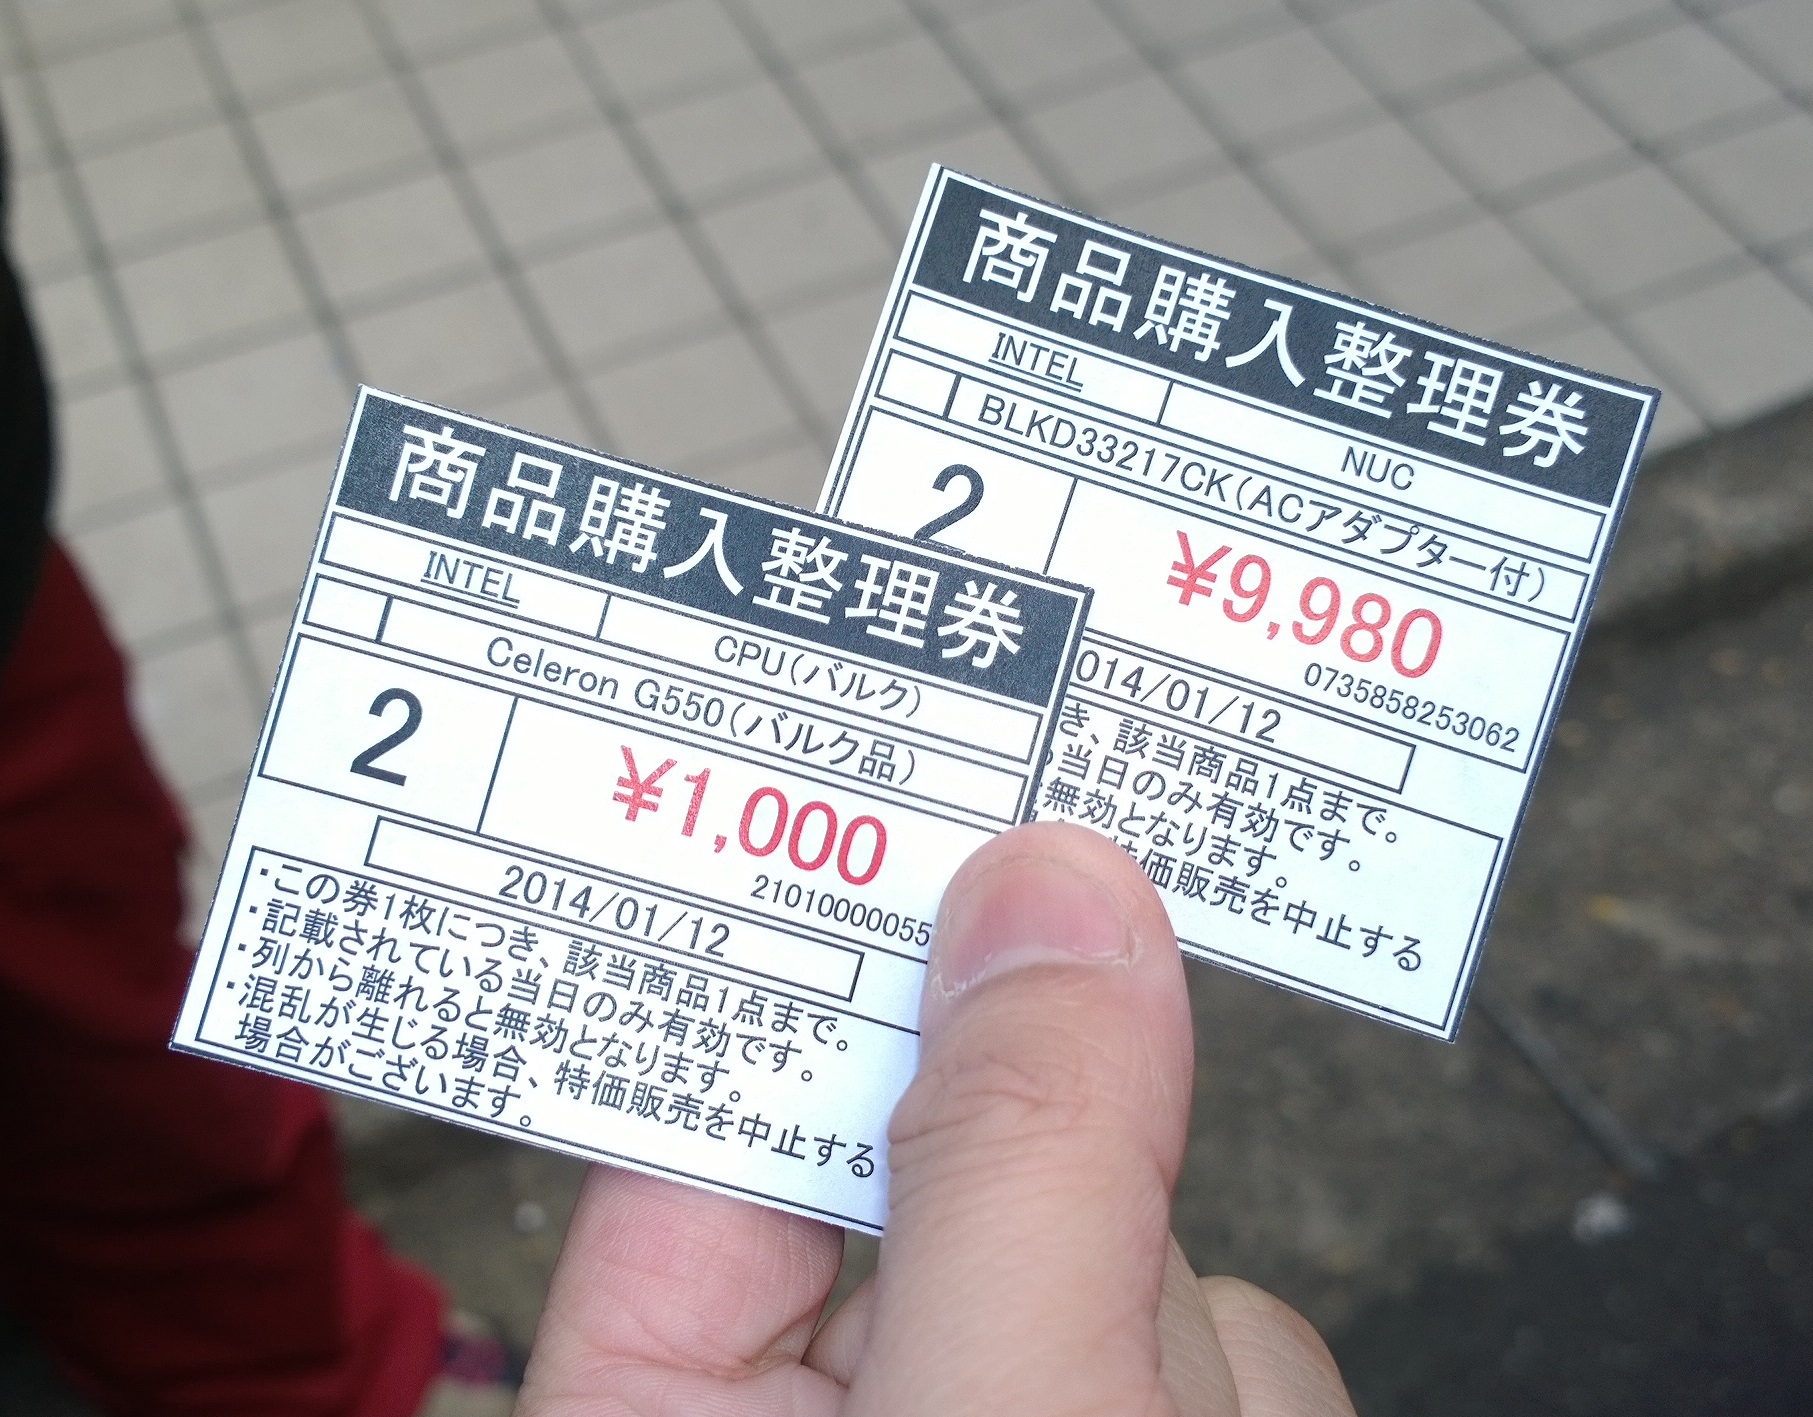 商品購入整理券
INTEL NUC
BLKD33217CK(ACアダプター付)
2
¥9,980
0735858253062
014/01/12
き、該当商品1点まで。
当日のみ有効です。
無効となります。
特価販売を中止する
商品購入整理券
INTEL CPU(バルク)
Celeron G550(バルク品)
2
¥1,000
21010000055
2014/01/12
・この券1枚につき、該当商品1点まで。
・記載されている当日のみ有効です。
・列から離れると無効となります。
・混乱が生じる場合、特価販売を中止する
場合がございます。